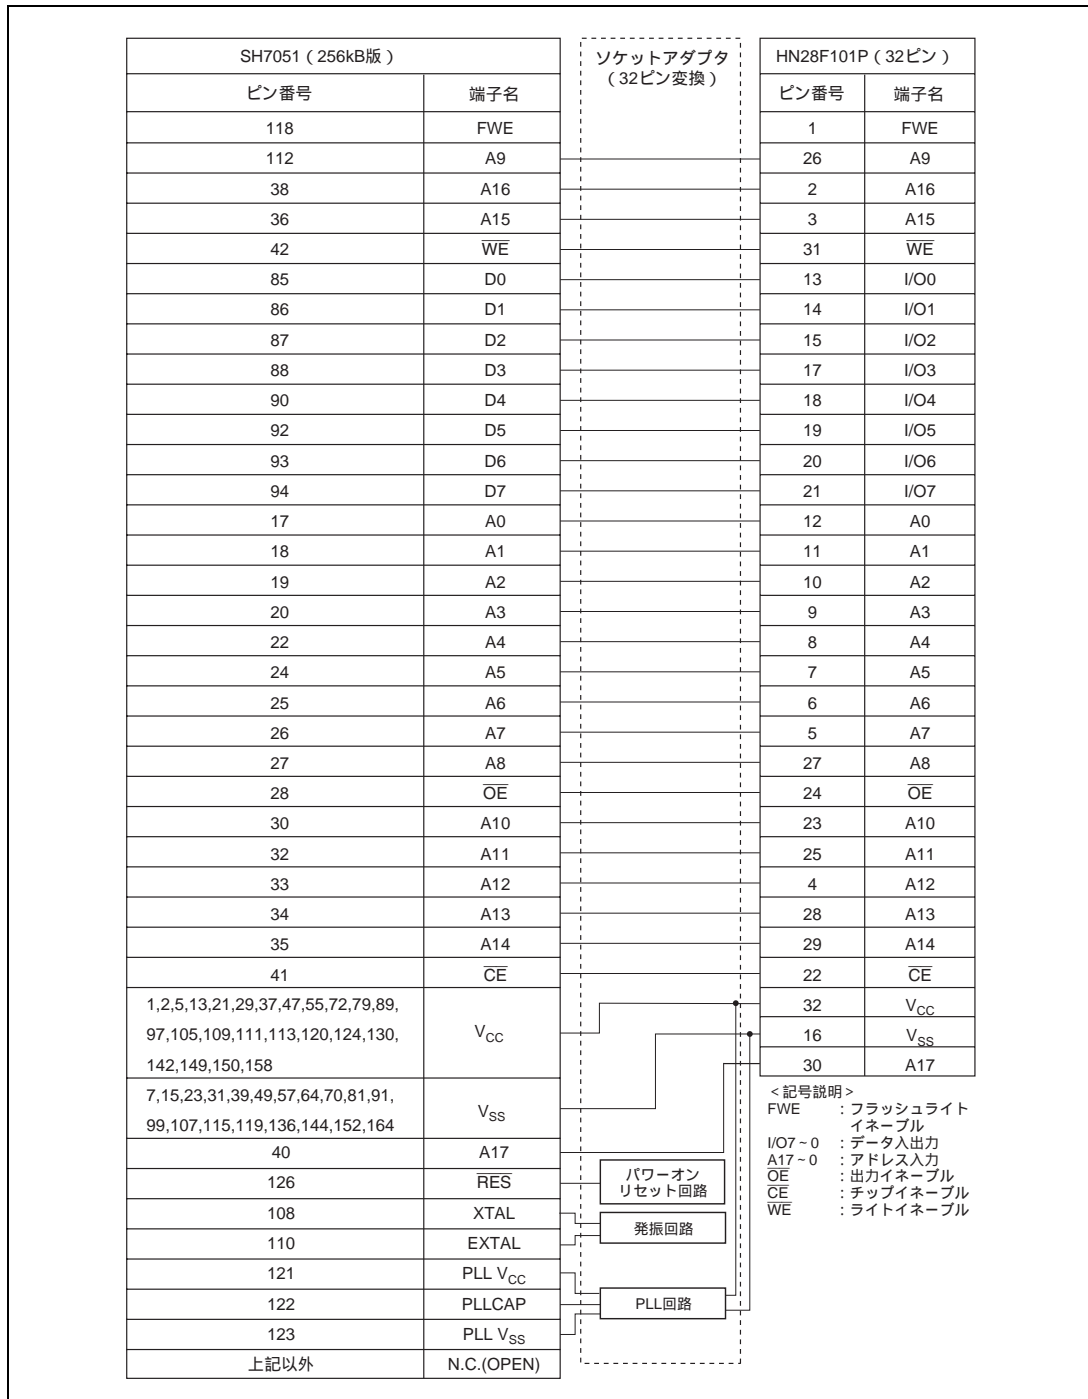 SH7051（256kB版） ソケットアダプタ HN28F101P（32ピン）
（32ピン変換）
ピン番号 端子名 ピン番号 端子名
118 FWE 1 FWE
112 A9 26 A9
38 A16 2 A16
36 A15 3 A15
42 W̅E̅ 31 W̅E̅
85 D0 13 I/O0
86 D1 14 I/O1
87 D2 15 I/O2
88 D3 17 I/O3
90 D4 18 I/O4
92 D5 19 I/O5
93 D6 20 I/O6
94 D7 21 I/O7
17 A0 12 A0
18 A1 11 A1
19 A2 10 A2
20 A3 9 A3
22 A4 8 A4
24 A5 7 A5
25 A6 6 A6
26 A7 5 A7
27 A8 27 A8
28 O̅E̅ 24 O̅E̅
30 A10 23 A10
32 A11 25 A11
33 A12 4 A12
34 A13 28 A13
35 A14 29 A14
41 C̅E̅ 22 C̅E̅
1,2,5,13,21,29,37,47,55,72,79,89, 32 VCC
97,105,109,111,113,120,124,130, VCC 16 VSS
142,149,150,158 30 A17
7,15,23,31,39,49,57,64,70,81,91, VSS
99,107,115,119,136,144,152,164
40 A17
126 R̅E̅S̅ パワーオン
リセット回路
108 XTAL 発振回路
110 EXTAL
121 PLL VCC
122 PLLCAP PLL回路
123 PLL VSS
上記以外 N.C.(OPEN)
＜記号説明＞
FWE ：フラッシュライト
イネーブル
I/O7～0 ：データ入出力
A17～0 ：アドレス入力
O̅E̅ ：出力イネーブル
C̅E̅ ：チップイネーブル
W̅E̅ ：ライトイネーブル